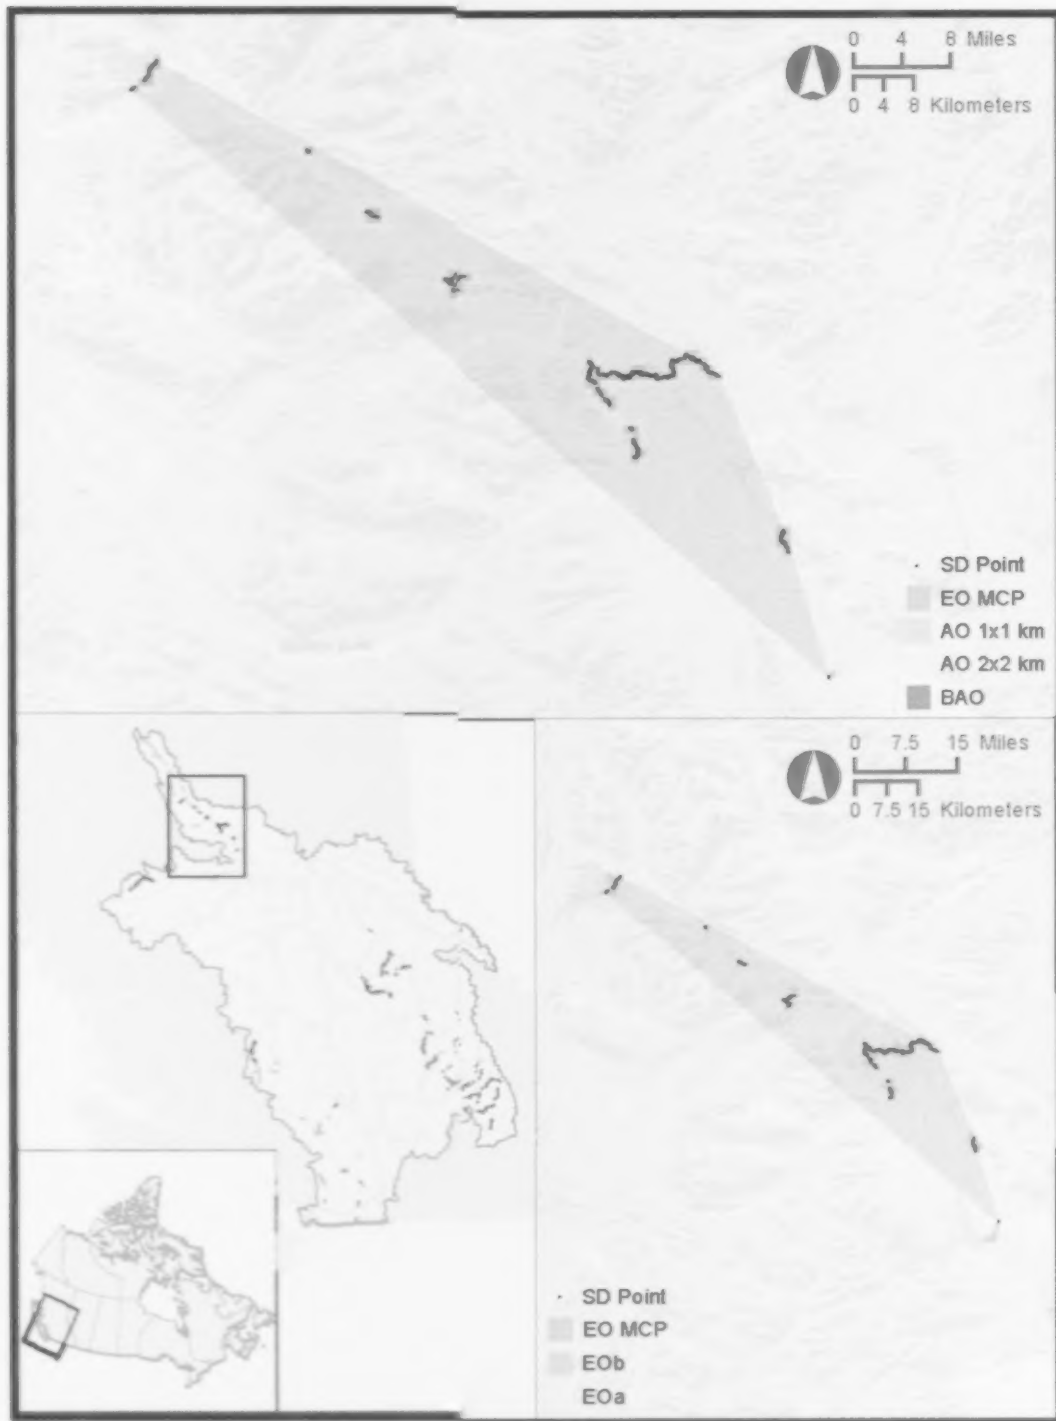 0 4 8 Miles
0 4 8 Kilometers
SD Point
EO MCP
AO 1x1 km
AO 2x2 km
BAO
0 7.5 15 Miles
0 7.5 15 Kilometers
SD Point
EO MCP
EOb
EOa